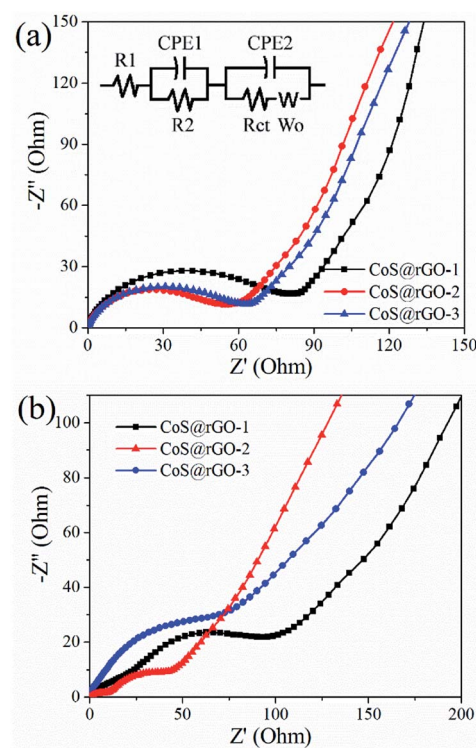 (a)
CPE1
CPE2
R1
R2
Rct
Wo
150
120
90
60
30
0
-Z'' (Ohm)
CoS@rGO-1
CoS@rGO-2
CoS@rGO-3
0 30 60 90 120 150
Z' (Ohm)
(b)
CoS@rGO-1
CoS@rGO-2
CoS@rGO-3
100
80
60
40
20
0
-Z'' (Ohm)
0 50 100 150 200
Z' (Ohm)